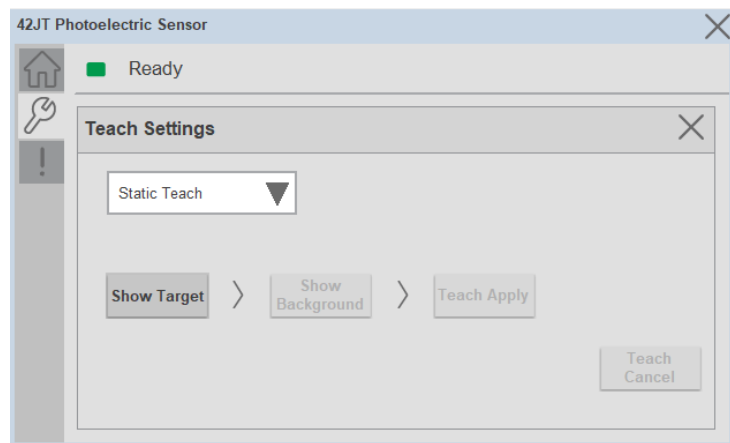 42JT Photoelectric Sensor
Ready
Teach Settings
Static Teach
Show Target
Show
Background
Teach Apply
Teach
Cancel